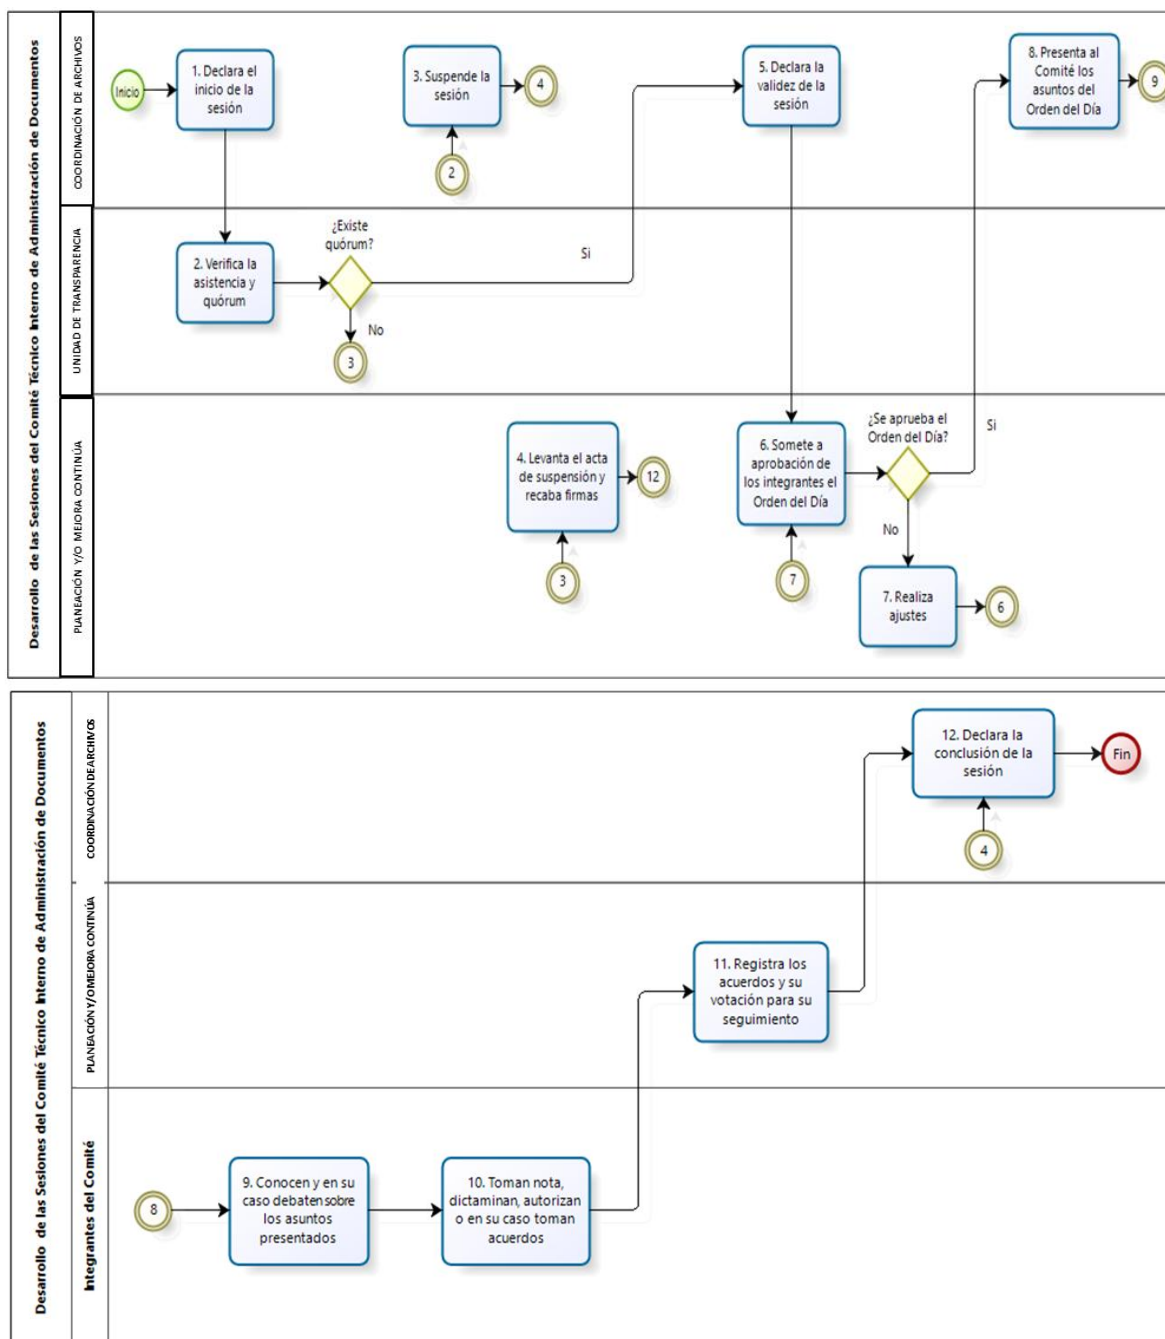 Desarrollo de las Sesiones del Comité Técnico Interno de Administración de Documentos
COORDINACIÓN DE ARCHIVOS
Inicio
1. Declara el
inicio de la
sesión
3. Suspende la
sesión
4
2
5. Declara la
validez de la
sesión
8. Presenta al
Comité los
asuntos del
Orden del Día
9
UNIDAD DE TRANSPARENCIA
2. Verifica la
asistencia y
quórum
¿Existe
quórum?
Si
No
3
PLANEACIÓN Y/O MEJORA CONTINÚA
4. Levanta el acta
de suspensión y
recaba firmas
12
3
6. Somete a
aprobación de
los integrantes el
Orden del Día
7
¿Se aprueba el
Orden del Día?
Si
No
7. Realiza
ajustes
6
Desarrollo de las Sesiones del Comité Técnico Interno de Administración de Documentos
COORDINACIÓN DE ARCHIVOS
12. Declara la
conclusión de la
sesión
Fin
4
PLANEACIÓN Y/O MEJORA CONTINÚA
11. Registra los
acuerdos y su
votación para su
seguimiento
Integrantes del Comité
8
9. Conocen y en su
caso debaten sobre
los asuntos
presentados
10. Toman nota,
dictaminan, autorizan
o en su caso toman
acuerdos